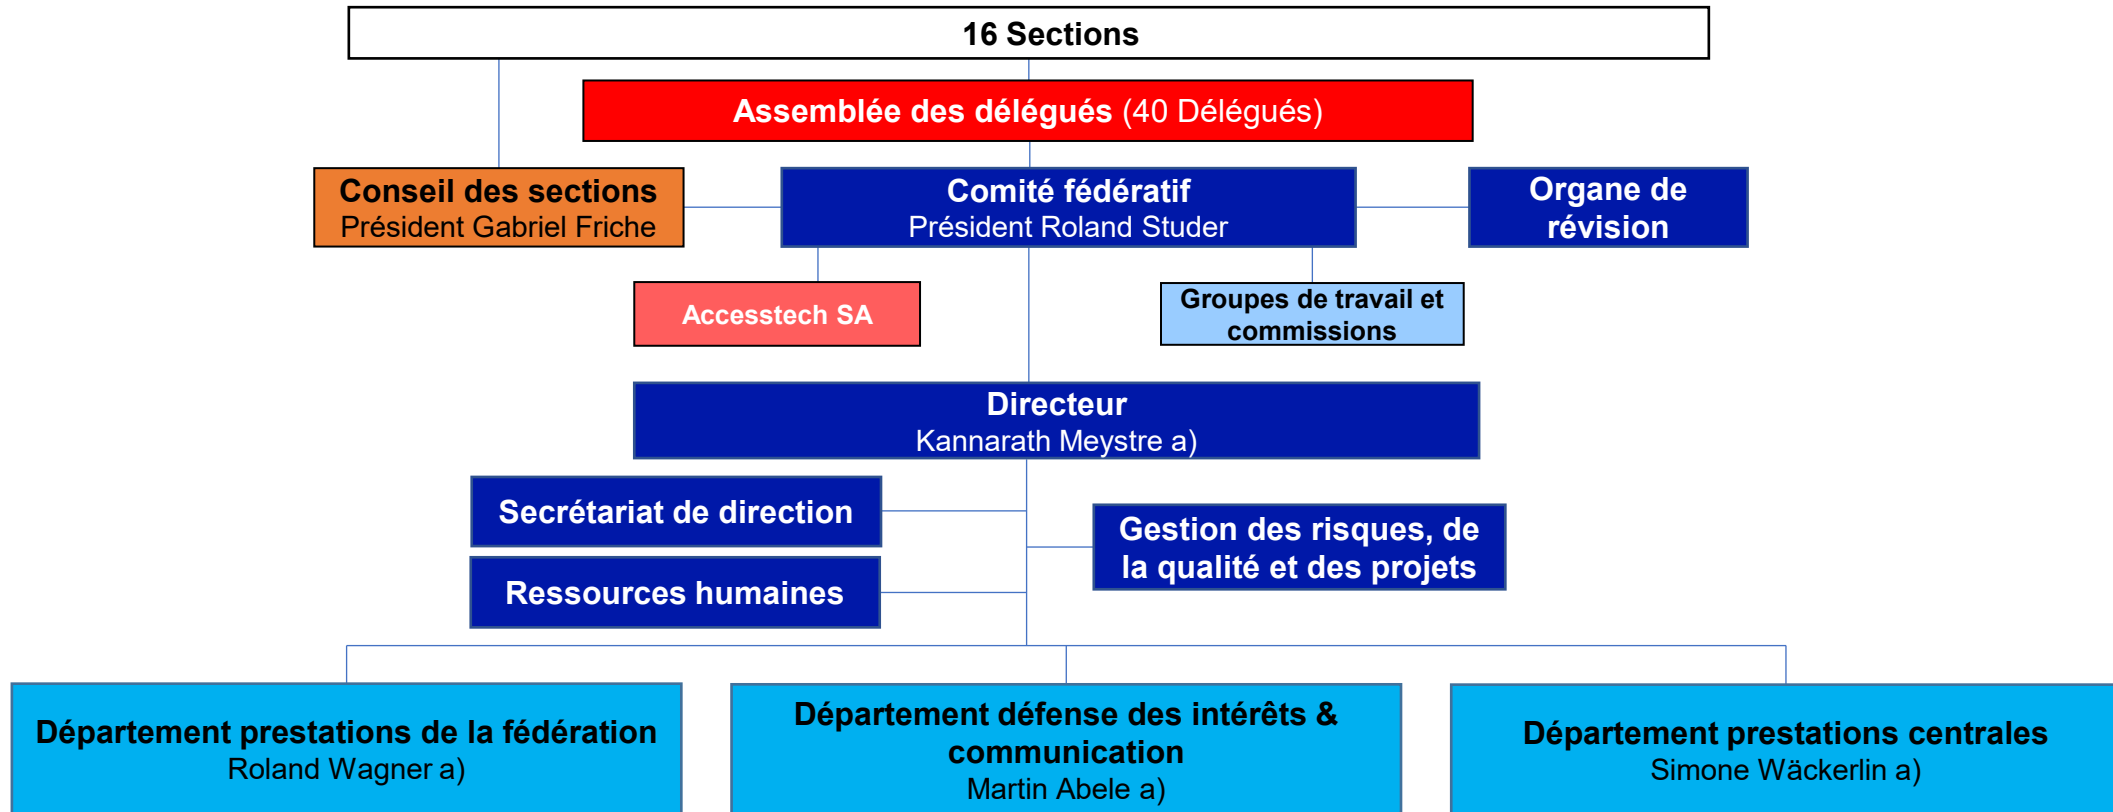 16 Sections
Assemblée des délégués (40 Délégués)
Conseil des sections
Président Gabriel Friche
Comité fédératif
Président Roland Studer
Organe de
révision
Accesstech SA
Groupes de travail et
commissions
Directeur
Kannarath Meystre a)
Secrétariat de direction
Gestion des risques, de
la qualité et des projets
Ressources humaines
Département prestations de la fédération
Roland Wagner a)
Département défense des intérêts &
communication
Martin Abele a)
Département prestations centrales
Simone Wäckerlin a)